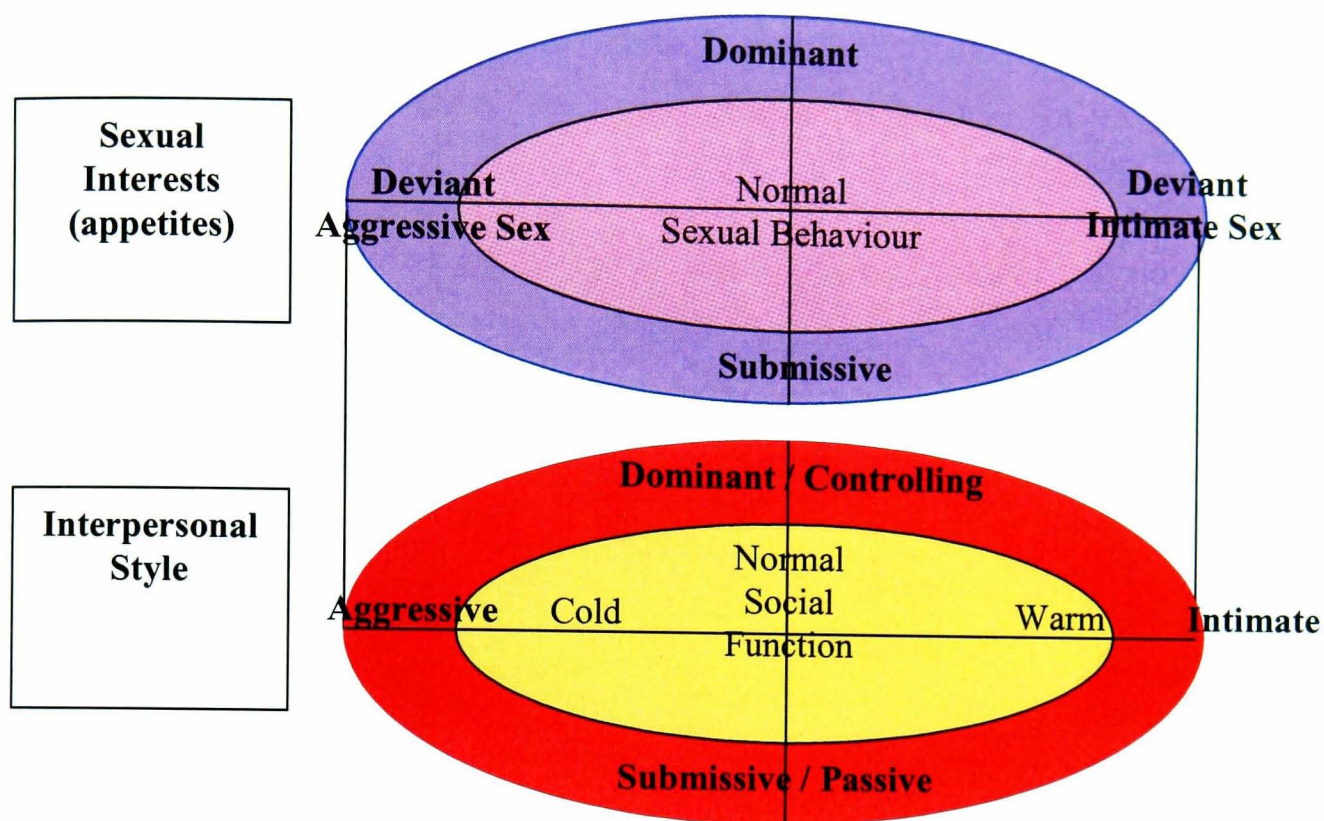 Dominant
Sexual
Interests
(appetites)
Deviant
Aggressive Sex
Normal
Sexual Behaviour
Deviant
Intimate Sex
Submissive
Dominant / Controlling
Interpersonal
Style
Normal
Social
Function
Aggressive
Cold
Warm
Intimate
Submissive / Passive